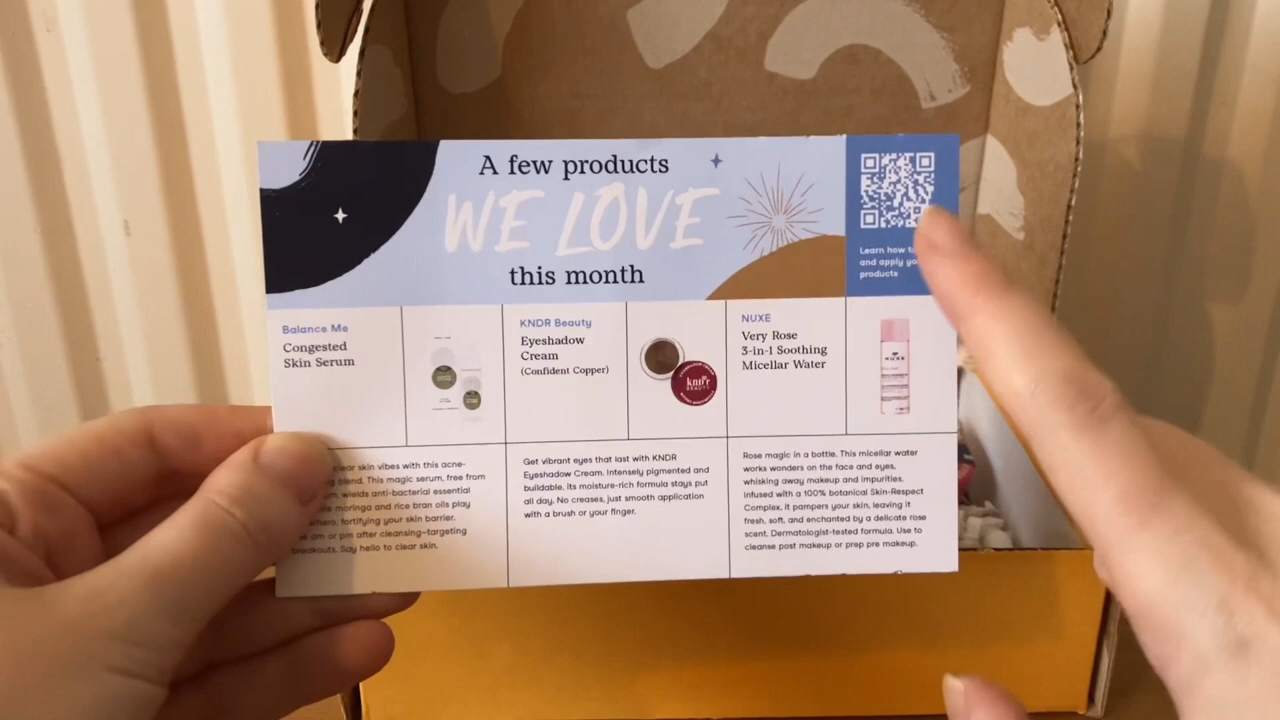 A few products
WE LOVE
this month
Learn how
and apply
products
Balance Me
Congested
Skin Serum
KNDR Beauty
Eyeshadow
Cream
(Confident Copper)
kndr
BEAUTY
NUXE
Very Rose
3-in-1 Soothing
Micellar Water
NUXE
clear skin vibes with this acne-
blend. This magic serum, free from
wields anti-bacterial essential
moringa and rice bran oils play
fortifying your skin barrier.
am or pm after cleansing–targeting
breakouts. Say hello to clear skin.
Get vibrant eyes that last with KNDR
Eyeshadow Cream. Intensely pigmented and
buildable, its moisture-rich formula stays put
all day. No creases, just smooth application
with a brush or your finger.
Rose magic in a bottle. This micellar water
works wonders on the face and eyes,
whisking away makeup and impurities.
Infused with a 100% botanical Skin-Respect
Complex, it pampers your skin, leaving it
fresh, soft, and enchanted by a delicate rose
scent. Dermatologist-tested formula. Use to
cleanse post makeup or prep pre makeup.